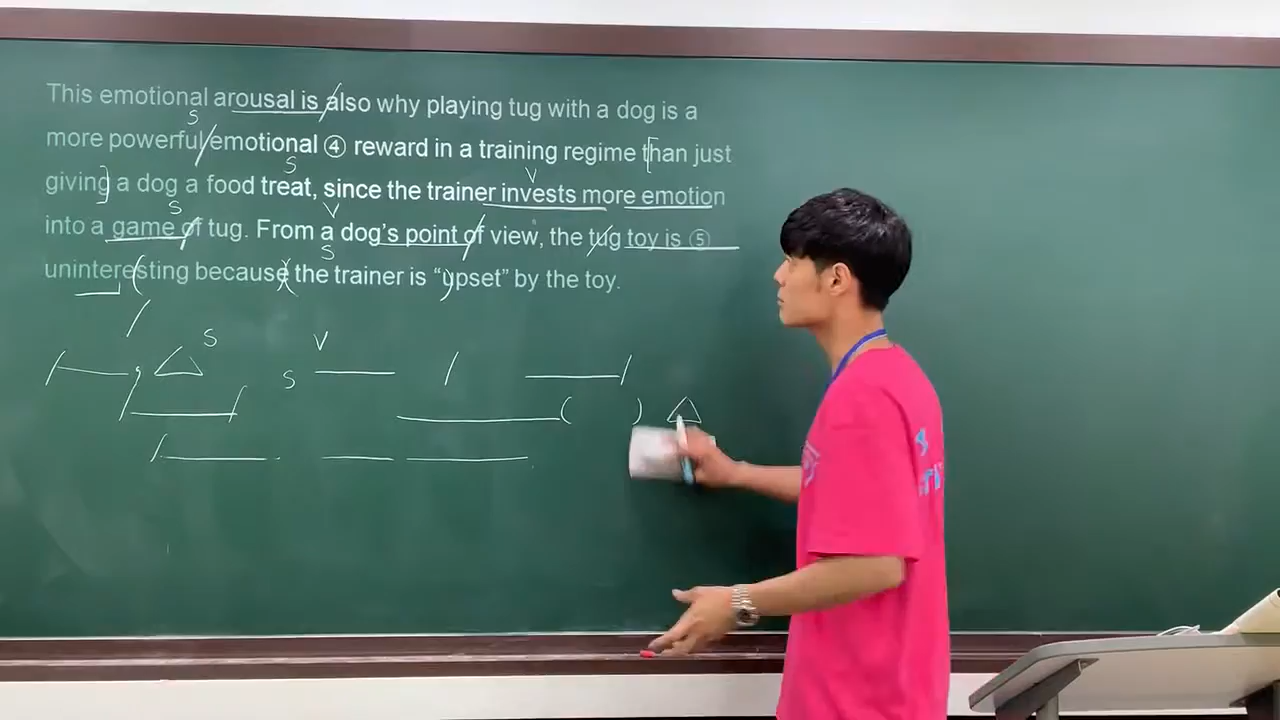 This emotional arousal is also why playing tug with a dog is a
S
more powerful emotional ④ reward in a training regime than just
S V
giving a dog a food treat, since the trainer invests more emotion
S V
into a game of tug. From a dog's point of view, the tug toy is ⑤
S
uninteresting because the trainer is “upset” by the toy.
S V
S